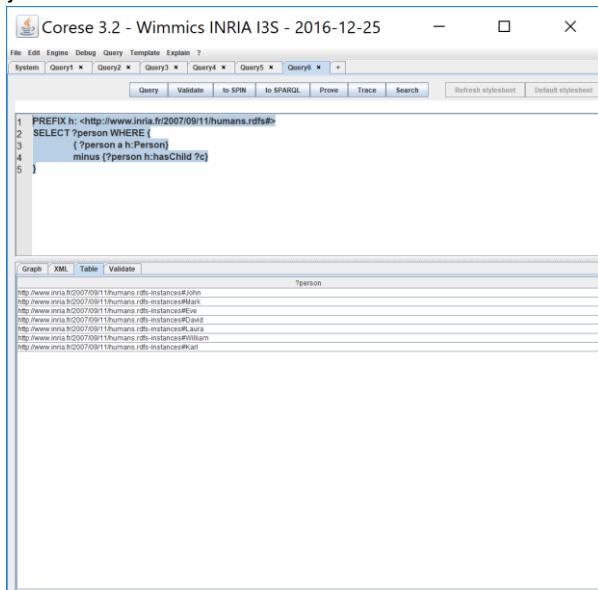 Corese 3.2 - Wimmics INRIA I3S - 2016-12-25
File Edit Engine Debug Query Template Explain ?
System Query1 × Query2 × Query3 × Query4 × Query5 × Query6 × +
Query Validate to SPIN to SPARQL Prove Trace Search Refresh stylesheet Default stylesheet
1 PREFIX h: <http://www.inria.fr/2007/09/11/humans.rdfs#>
2 SELECT ?person WHERE {
3 { ?person a h:Person}
4 minus {?person h:hasChild ?c}
5 }
Graph XML Table Validate
?person
http://www.inria.fr/2007/09/11/humans.rdfs-instances#John
http://www.inria.fr/2007/09/11/humans.rdfs-instances#Mark
http://www.inria.fr/2007/09/11/humans.rdfs-instances#Eve
http://www.inria.fr/2007/09/11/humans.rdfs-instances#David
http://www.inria.fr/2007/09/11/humans.rdfs-instances#Laura
http://www.inria.fr/2007/09/11/humans.rdfs-instances#William
http://www.inria.fr/2007/09/11/humans.rdfs-instances#Karl